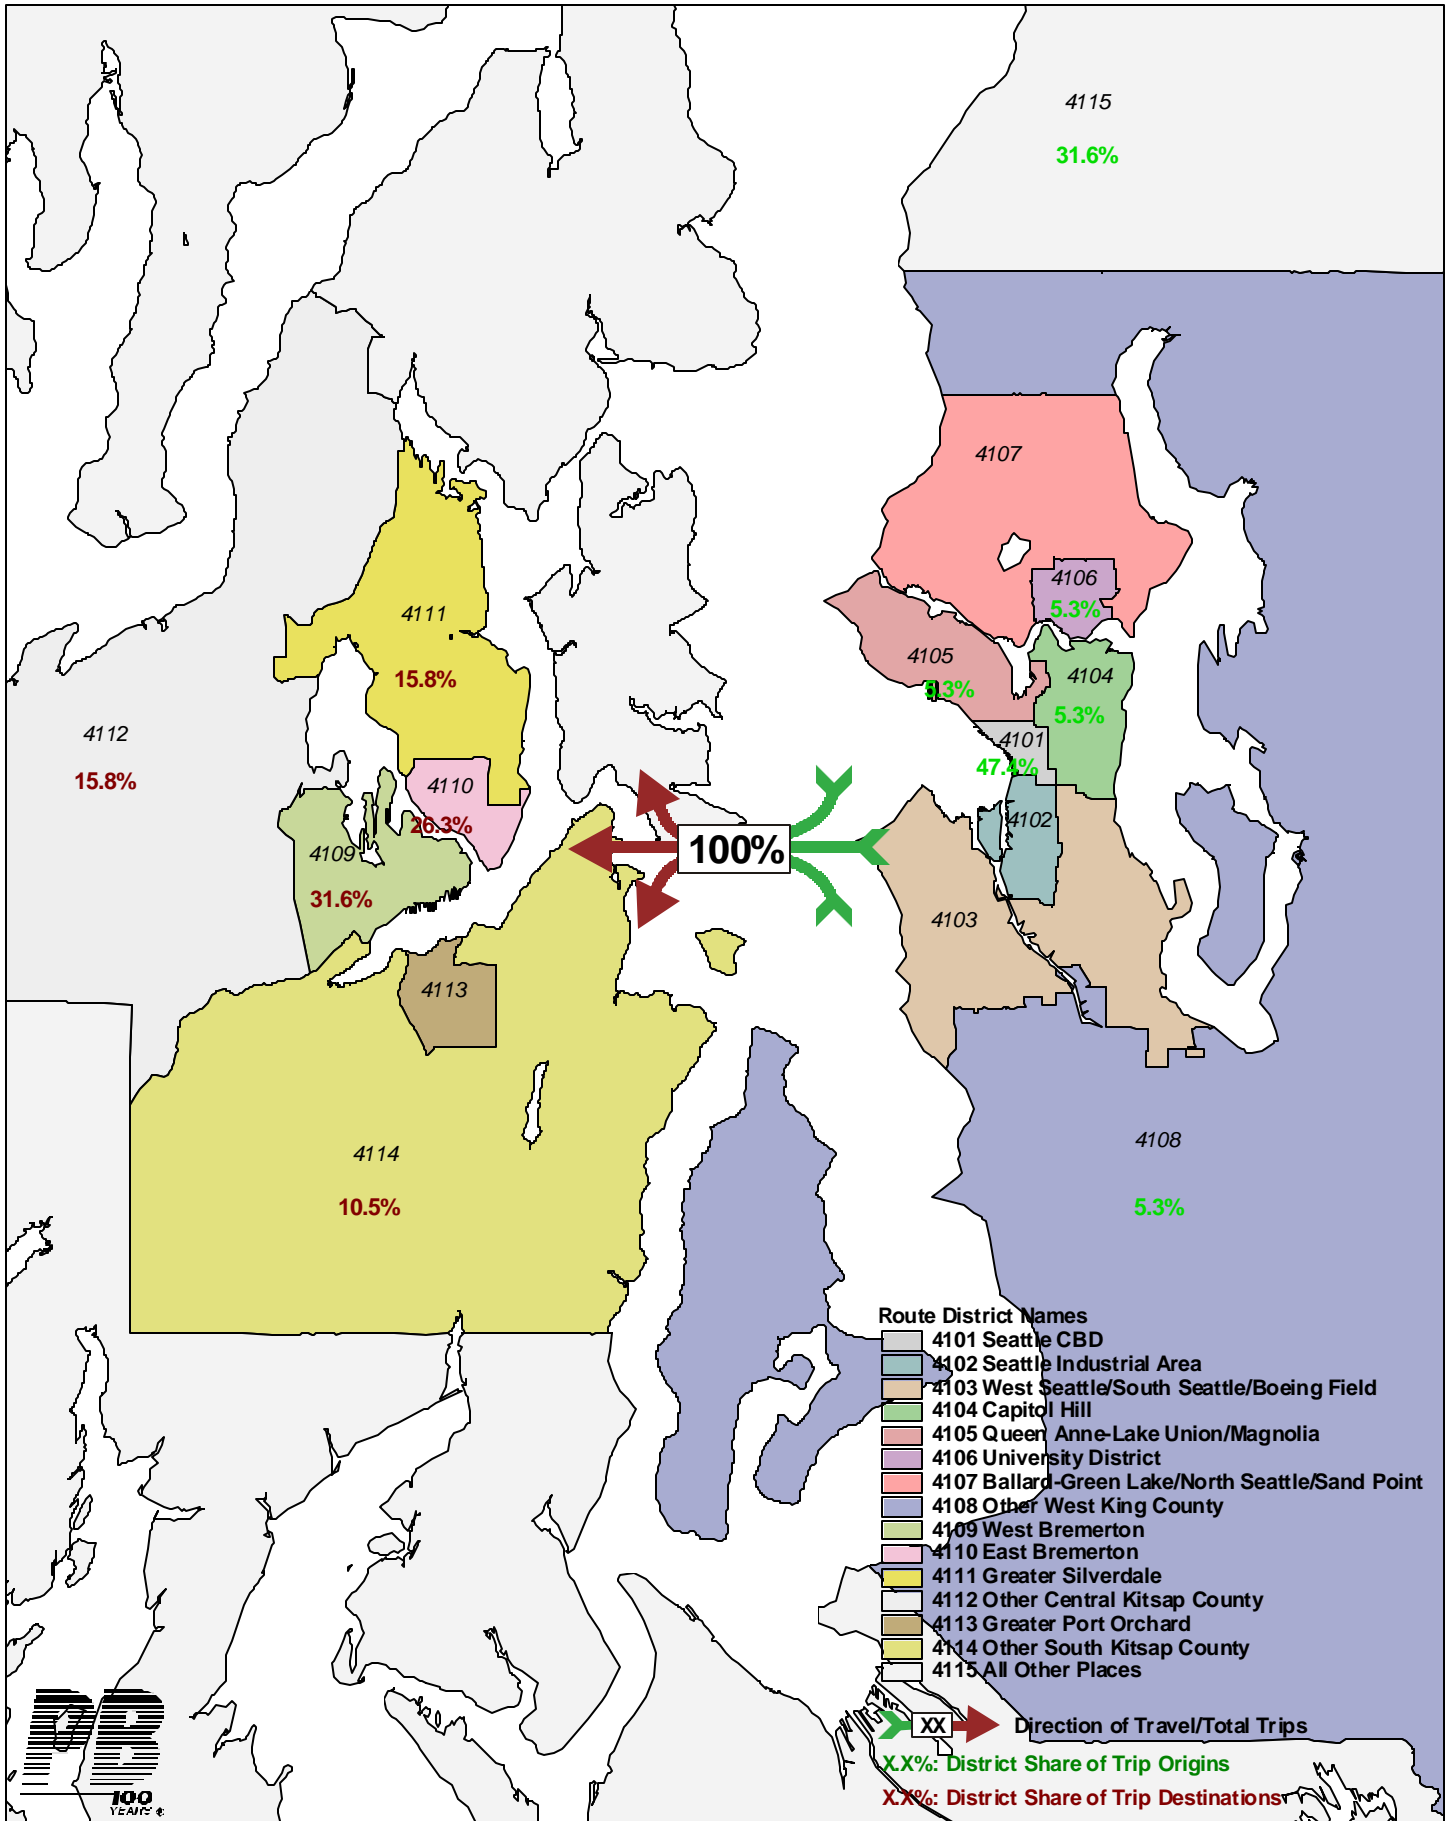 4115
31.6%
4107
4106
5.3%
4105
5.3%
4104
5.3%
4101
47.4%
4102
4103
4111
15.8%
4112
15.8%
4110
26.3%
4109
31.6%
100%
4113
4114
10.5%
4108
5.3%
Route District Names
4101 Seattle CBD
4102 Seattle Industrial Area
4103 West Seattle/South Seattle/Boeing Field
4104 Capitol Hill
4105 Queen Anne-Lake Union/Magnolia
4106 University District
4107 Ballard-Green Lake/North Seattle/Sand Point
4108 Other West King County
4109 West Bremerton
4110 East Bremerton
4111 Greater Silverdale
4112 Other Central Kitsap County
4113 Greater Port Orchard
4114 Other South Kitsap County
4115 All Other Places
XX Direction of Travel/Total Trips
X.X%: District Share of Trip Origins
X.X%: District Share of Trip Destinations
PB
100
YEARS